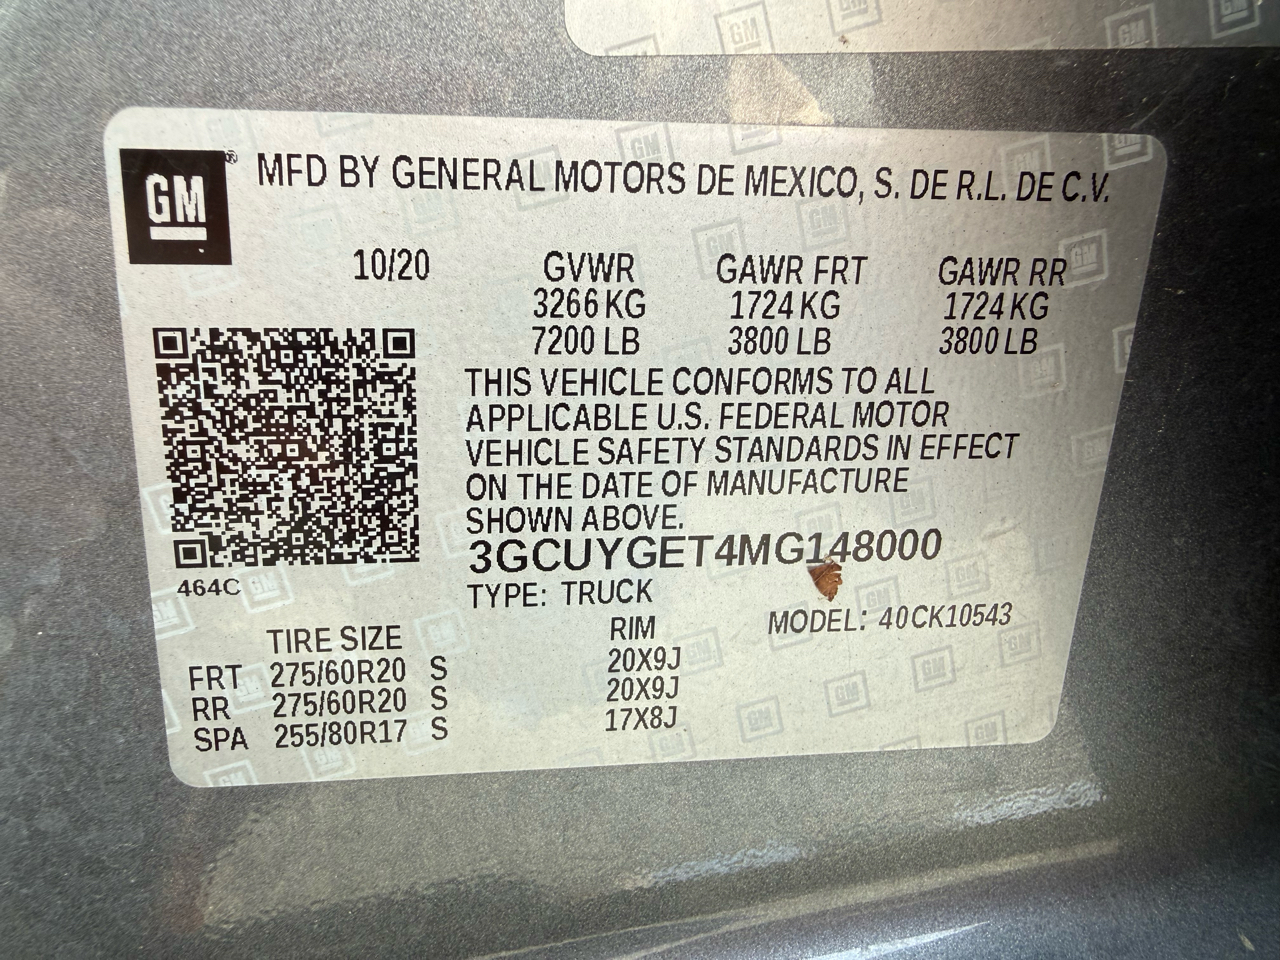 GM® MFD BY GENERAL MOTORS DE MEXICO, S. DE R.L. DE C.V.
10/20 GVWR GAWR FRT GAWR RR
3266 KG 1724 KG 1724 KG
7200 LB 3800 LB 3800 LB
THIS VEHICLE CONFORMS TO ALL
APPLICABLE U.S. FEDERAL MOTOR
VEHICLE SAFETY STANDARDS IN EFFECT
ON THE DATE OF MANUFACTURE
SHOWN ABOVE.
3GCUYGET4MG148000
464C
TYPE: TRUCK
MODEL: 40CK10543
TIRE SIZE RIM
FRT 275/60R20 S 20X9J
RR 275/60R20 S 20X9J
SPA 255/80R17 S 17X8J